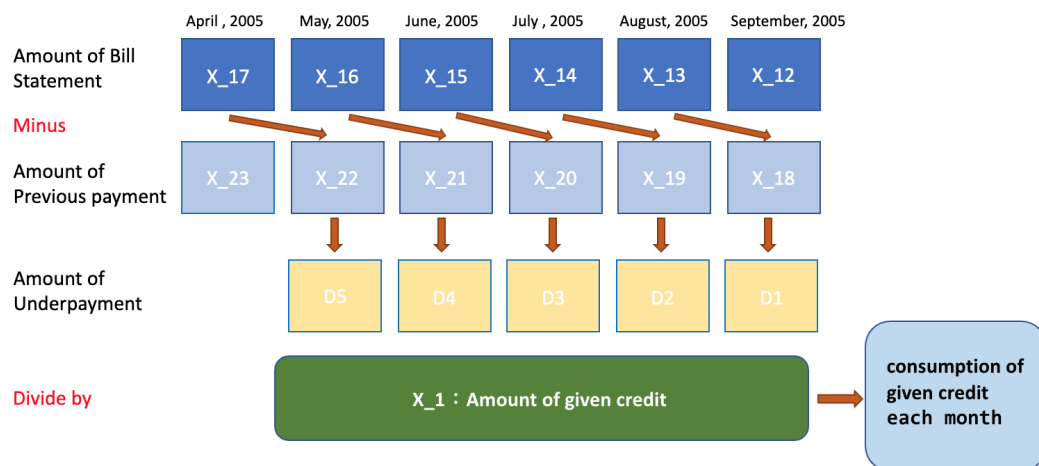 April , 2005 May, 2005 June, 2005 July, 2005 August, 2005 September, 2005
Amount of Bill
Statement
X_17 X_16 X_15 X_14 X_13 X_12
Minus
Amount of
Previous payment
X_23 X_22 X_21 X_20 X_19 X_18
Amount of
Underpayment
D5 D4 D3 D2 D1
Divide by
X_1：Amount of given credit
consumption of
given credit
each month